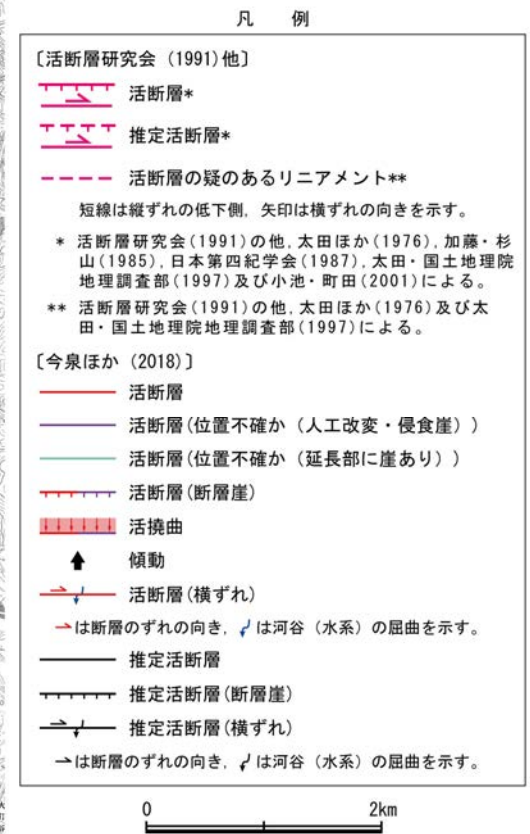 凡　例
〔活断層研究会 (1991)他〕
活断層*
推定活断層*
活断層の疑のあるリニアメント**
短線は縦ずれの低下側，矢印は横ずれの向きを示す。
* 活断層研究会(1991)の他，太田ほか(1976)，加藤・杉
山(1985)，日本第四紀学会(1987)，太田・国土地理院
地理調査部(1997)及び小池・町田(2001)による。
** 活断層研究会(1991)の他，太田ほか(1976)及び太
田・国土地理院地理調査部(1997)による。
〔今泉ほか (2018)〕
活断層
活断層(位置不確か（人工改変・侵食崖）)
活断層(位置不確か（延長部に崖あり）)
活断層(断層崖)
活撓曲
傾動
活断層(横ずれ)
は断層のずれの向き，は河谷（水系）の屈曲を示す。
推定活断層
推定活断層(断層崖)
推定活断層(横ずれ)
は断層のずれの向き，は河谷（水系）の屈曲を示す。
0 2km